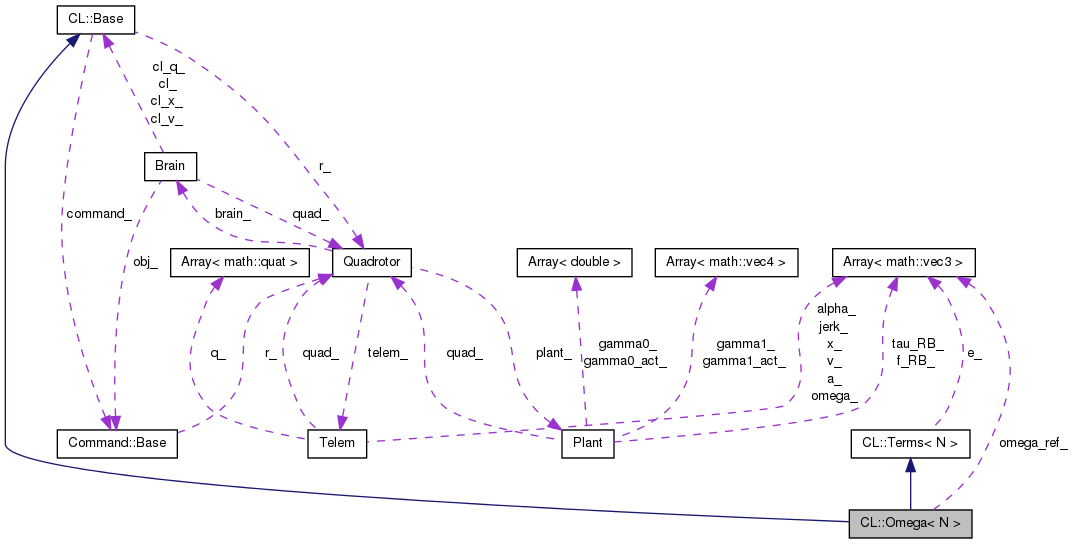 CL::Base
cl_q_
cl_
cl_x_
cl_v_
Brain
r_
command_
brain_
quad_
obj_
Array< math::quat >
Quadrotor
Array< double >
Array< math::vec4 >
Array< math::vec3 >
q_
r_
quad_
telem_
quad_
plant_
gamma0_
gamma0_act_
gamma1_
gamma1_act_
alpha_
jerk_
x_
v_
a_
omega_
tau_RB_
f_RB_
e_
omega_ref_
Command::Base
Telem
Plant
CL::Terms< N >
CL::Omega< N >